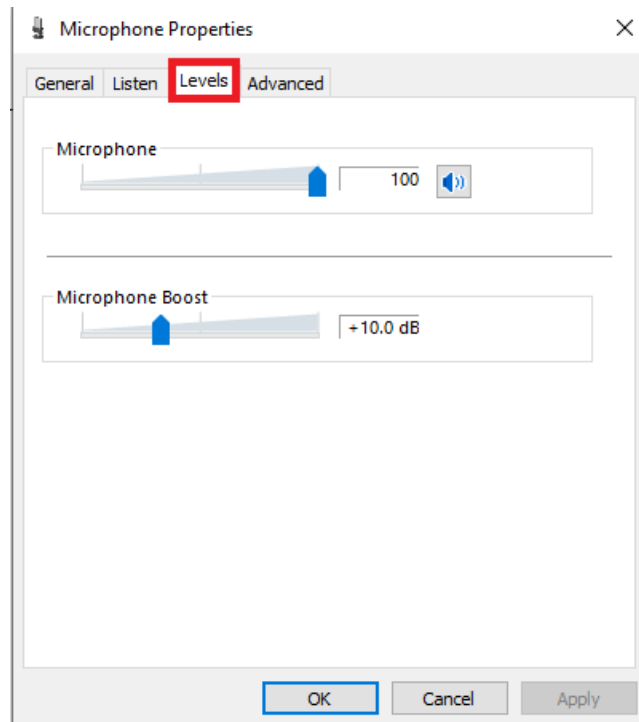 Microphone Properties
General Listen Levels Advanced
Microphone
100
Microphone Boost
+10.0 dB
OK Cancel Apply